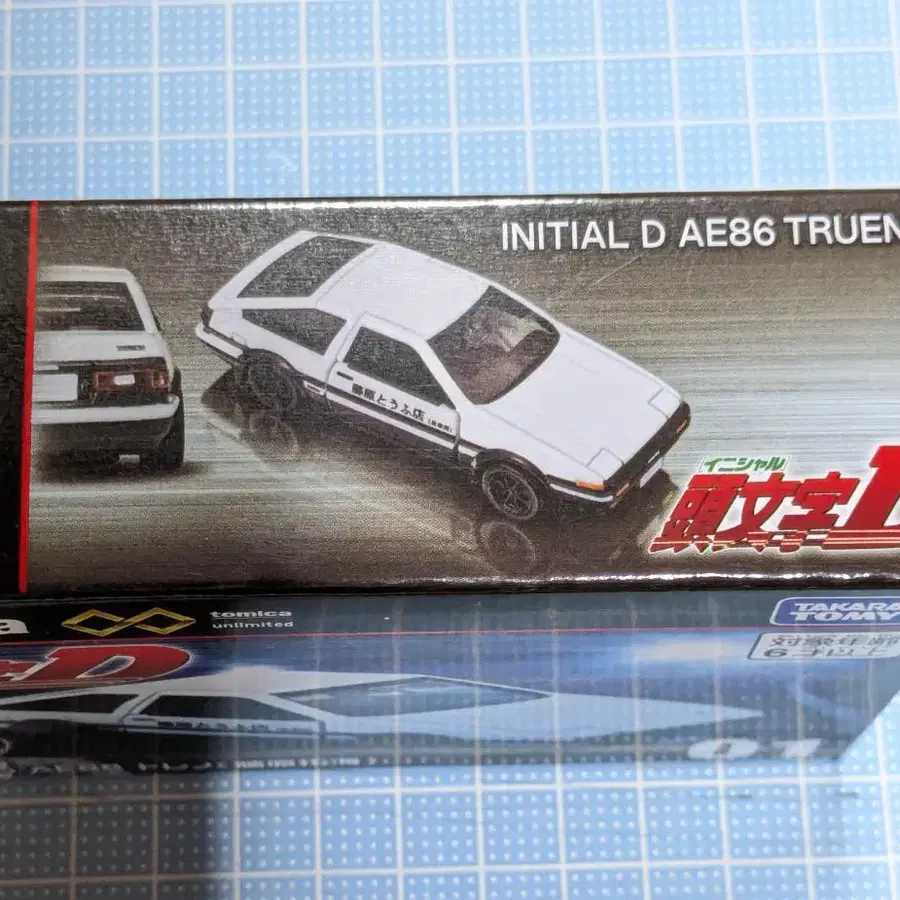 INITIAL D AE86 TRUEN
藤原とうふ店(自家用)
イニシャル
頭文字D
a
tomica
unlimited
TAKARA
TOMY
対象年齢
6才以上
D
01